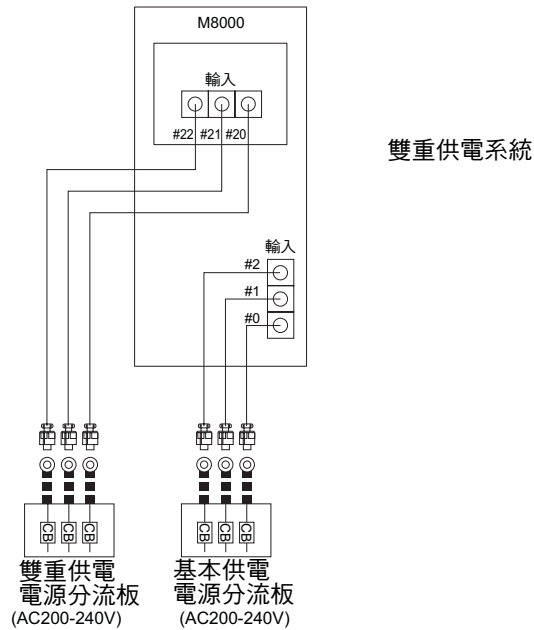 M8000
輸入
#22 #21 #20
雙重供電系統
輸入
#2
#1
#0
CB CB CB
CB CB CB
雙重供電
電源分流板
(AC200-240V)
基本供電
電源分流板
(AC200-240V)